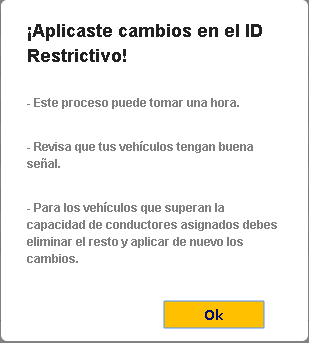 ¡Aplicaste cambios en el ID
Restrictivo!
- Este proceso puede tomar una hora.
- Revisa que tus vehículos tengan buena
señal.
- Para los vehículos que superan la
capacidad de conductores asignados debes
eliminar el resto y aplicar de nuevo los
cambios.
Ok